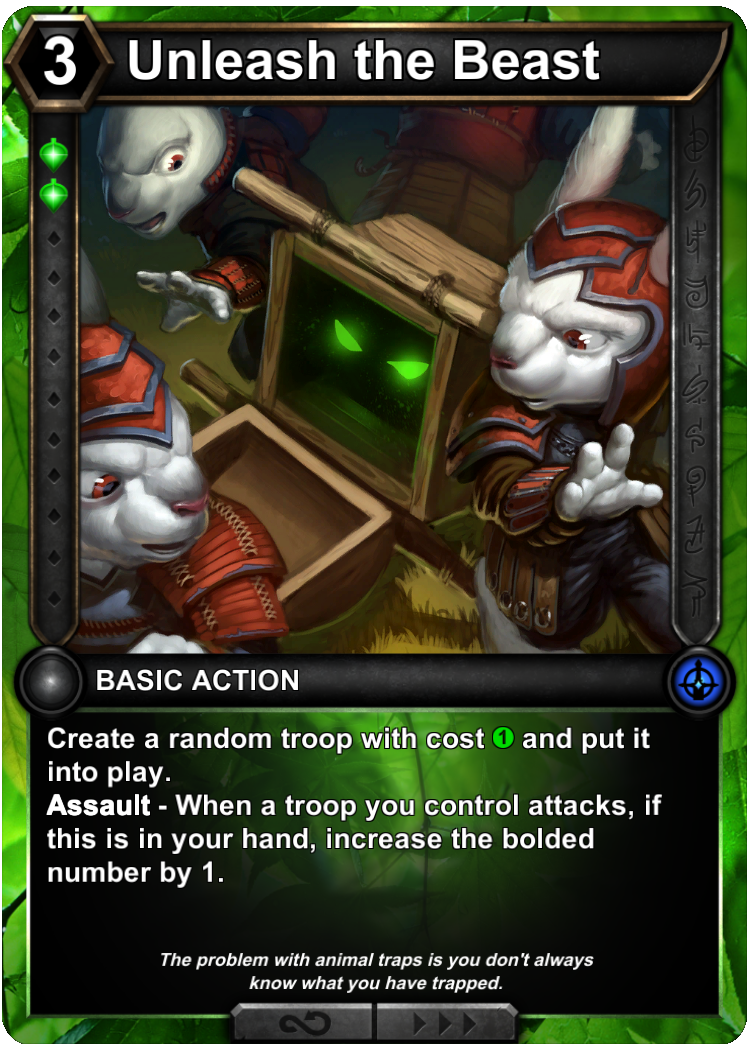 3 Unleash the Beast
BASIC ACTION
Create a random troop with cost 1 and put it
into play.
Assault - When a troop you control attacks, if
this is in your hand, increase the bolded
number by 1.
The problem with animal traps is you don't always
know what you have trapped.